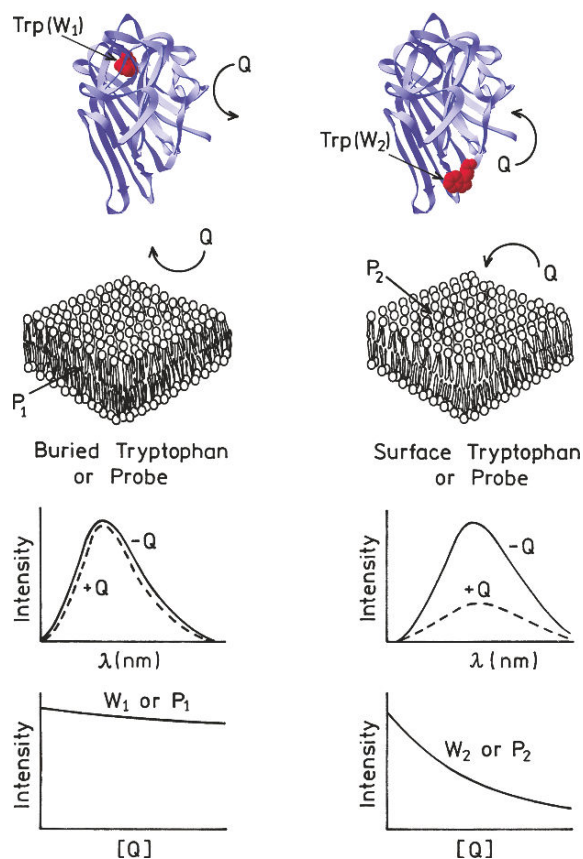 Trp(W₁)
Q
Trp(W₂)
Q
Q
P₁
P₂
Q
Buried Tryptophan
or Probe
Surface Tryptophan
or Probe
Intensity
-Q
+Q
λ(nm)
Intensity
-Q
+Q
λ(nm)
Intensity
W₁ or P₁
[Q]
Intensity
W₂ or P₂
[Q]